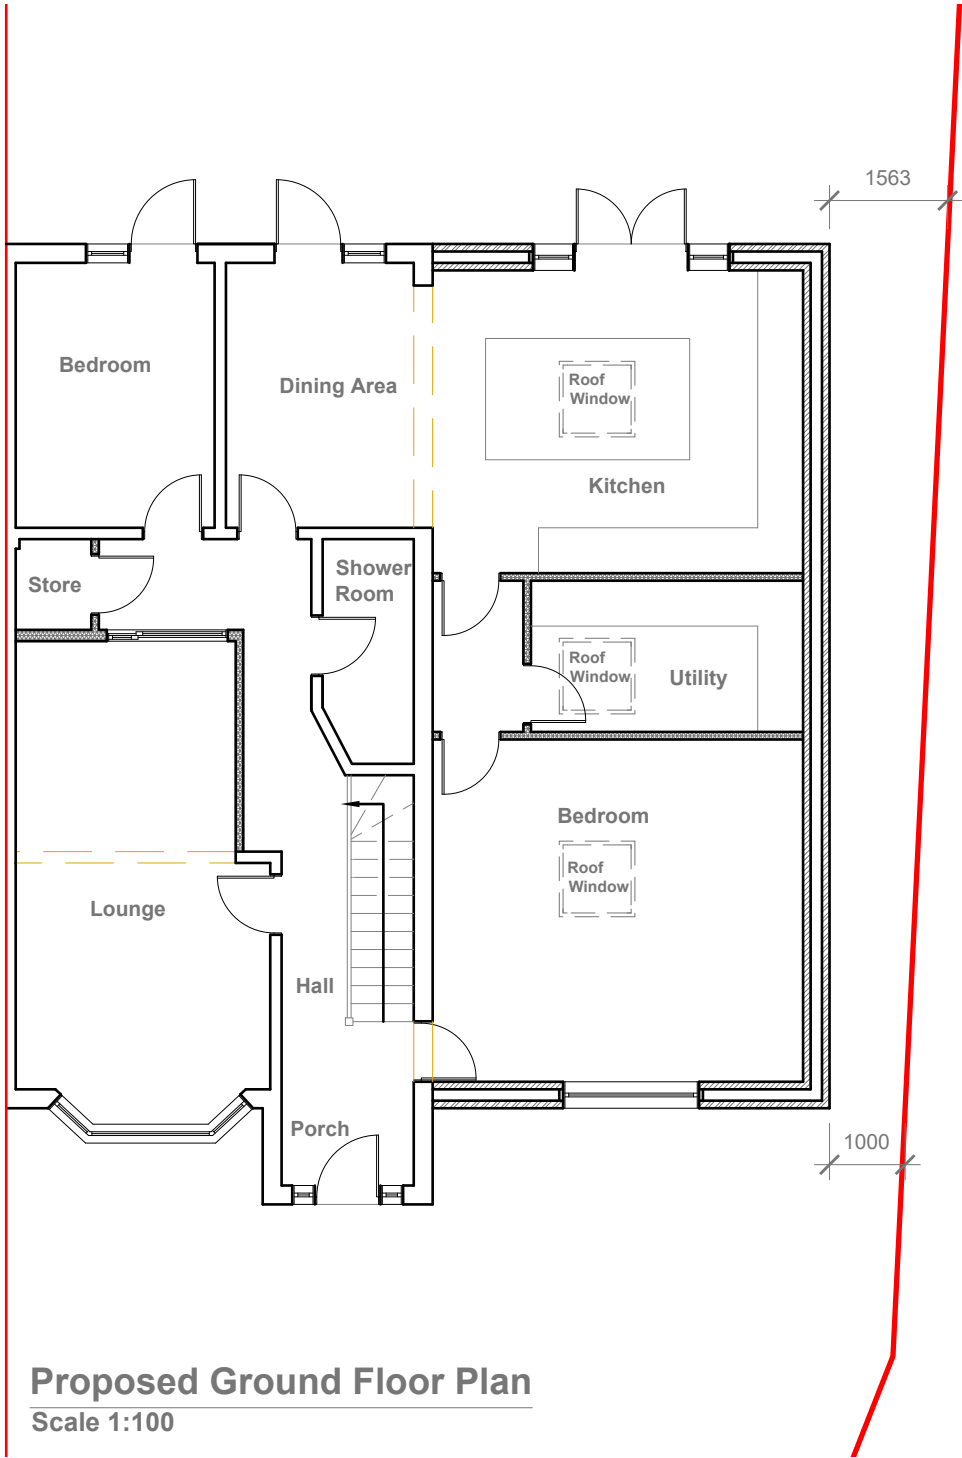 1563
Bedroom
Dining Area
Roof
Window
Kitchen
Store
Shower
Room
Roof
Window
Utility
Bedroom
Roof
Window
Lounge
Hall
Porch
1000
Proposed Ground Floor Plan
Scale 1:100